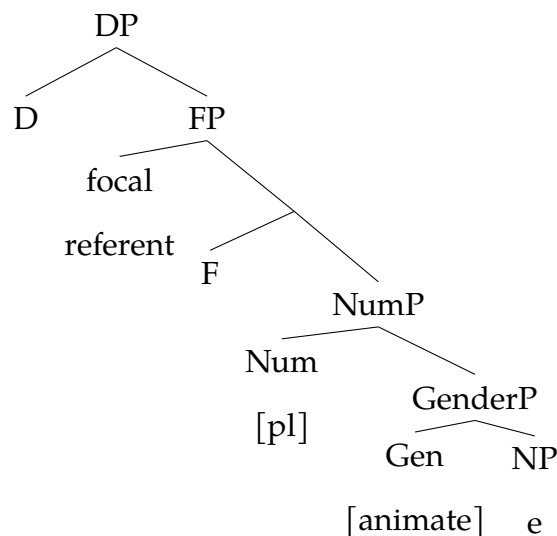 DP
D FP
focal
referent
F
NumP
Num
GenderP
[pl]
Gen NP
[animate] e